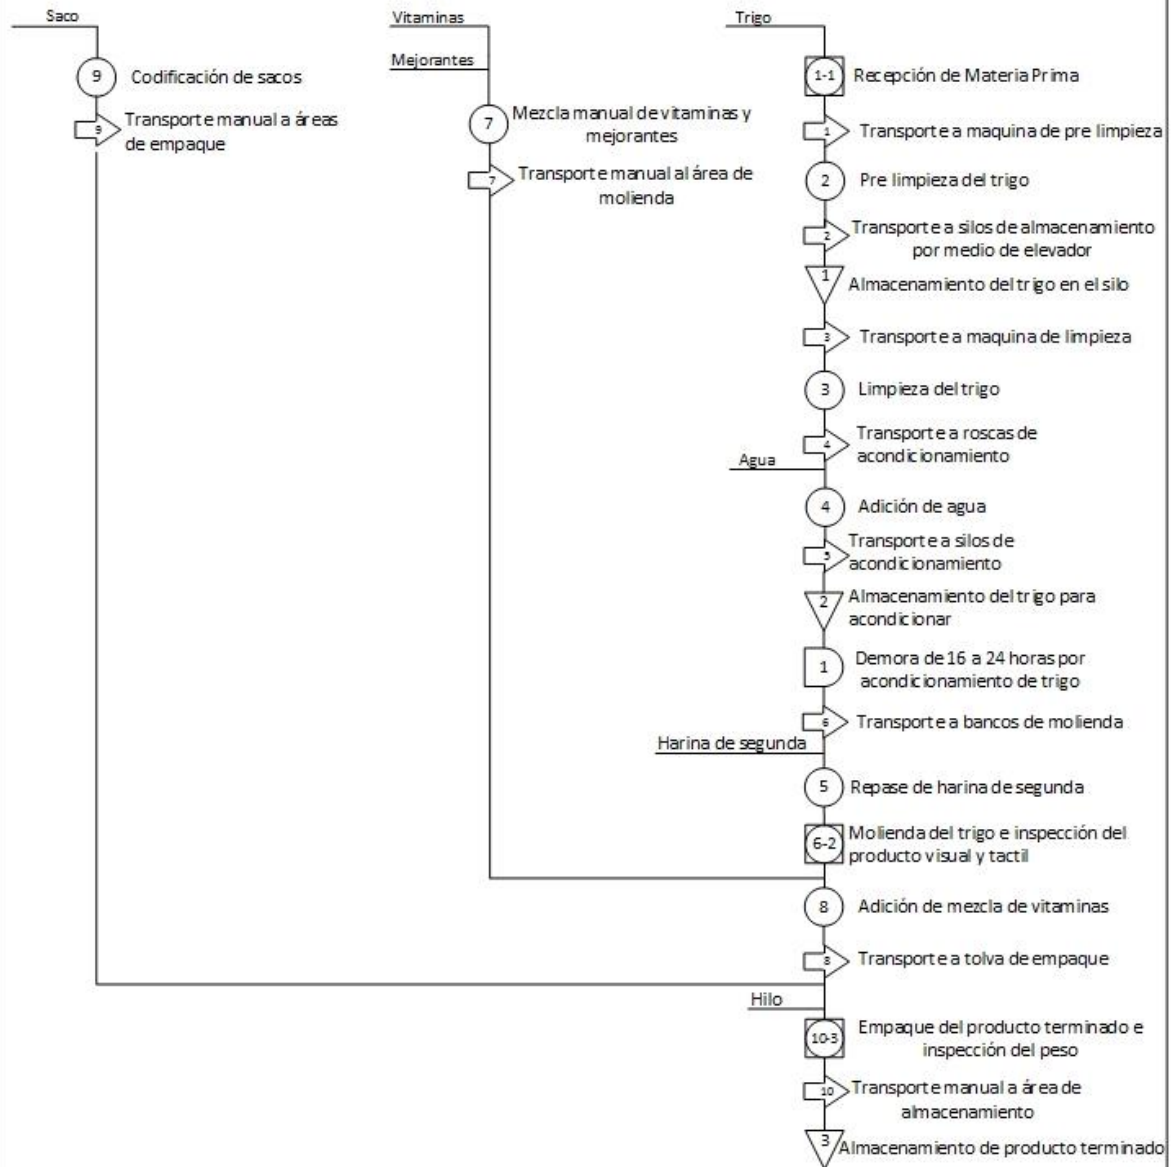 Saco
9
Codificación de sacos
9
Transporte manual a áreas
de empaque
Vitaminas
Mejorantes
7
Mezcla manual de vitaminas y
mejorantes
7
Transporte manual al área de
molienda
Trigo
1-1
Recepción de Materia Prima
1
Transporte a maquina de pre limpieza
2
Pre limpieza del trigo
2
Transporte a silos de almacenamiento
por medio de elevador
1
Almacenamiento del trigo en el silo
3
Transporte a maquina de limpieza
3
Limpieza del trigo
4
Transporte a roscas de
acondicionamiento
Agua
4
Adición de agua
5
Transporte a silos de
acondicionamiento
2
Almacenamiento del trigo para
acondicionar
1
Demora de 16 a 24 horas por
acondicionamiento de trigo
6
Transporte a bancos de molienda
Harina de segunda
5
Repase de harina de segunda
6-2
Molienda del trigo e inspección del
producto visual y tactil
8
Adición de mezcla de vitaminas
8
Transporte a tolva de empaque
Hilo
10-3
Empaque del producto terminado e
inspección del peso
10
Transporte manual a área de
almacenamiento
3
Almacenamiento de producto terminado